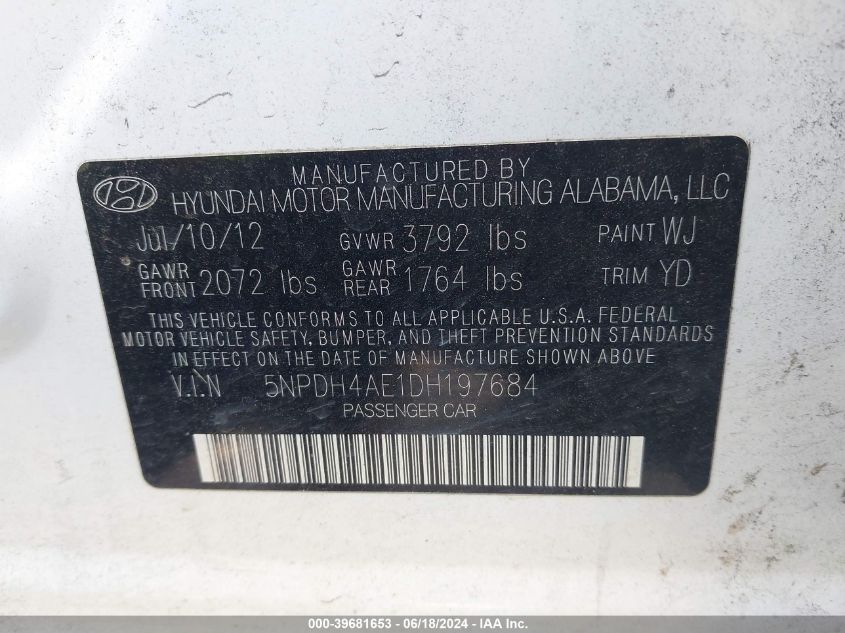 MANUFACTURED BY
HYUNDAI MOTOR MANUFACTURING ALABAMA, LLC
Jul/10/12 GVWR 3792 lbs PAINT WJ
GAWR FRONT 2072 lbs GAWR REAR 1764 lbs TRIM YD
THIS VEHICLE CONFORMS TO ALL APPLICABLE U.S.A. FEDERAL
MOTOR VEHICLE SAFETY, BUMPER, AND THEFT PREVENTION STANDARDS
IN EFFECT ON THE DATE OF MANUFACTURE SHOWN ABOVE
V.I.N 5NPDH4AE1DH197684
PASSENGER CAR
000-39681653 - 06/18/2024 - IAA Inc.